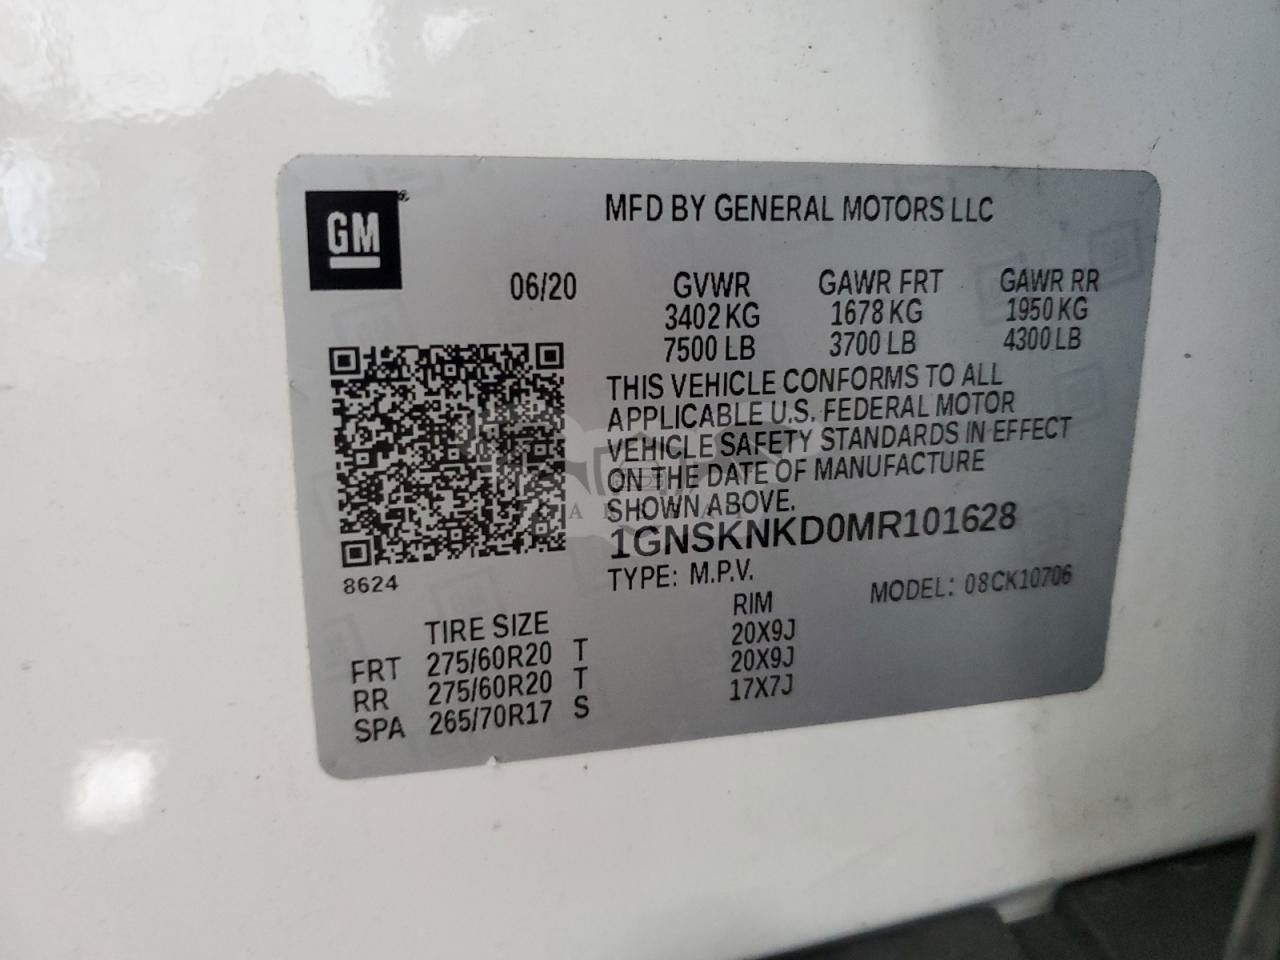 GM
MFD BY GENERAL MOTORS LLC
06/20 GVWR GAWR FRT GAWR RR
3402 KG 1678 KG 1950 KG
7500 LB 3700 LB 4300 LB
THIS VEHICLE CONFORMS TO ALL
APPLICABLE U.S. FEDERAL MOTOR
VEHICLE SAFETY STANDARDS IN EFFECT
ON THE DATE OF MANUFACTURE
SHOWN ABOVE.
1GNSKNKD0MR101628
8624
TYPE: M.P.V. MODEL: 08CK10706
TIRE SIZE RIM
FRT 275/60R20 T 20X9J
RR 275/60R20 T 20X9J
SPA 265/70R17 S 17X7J